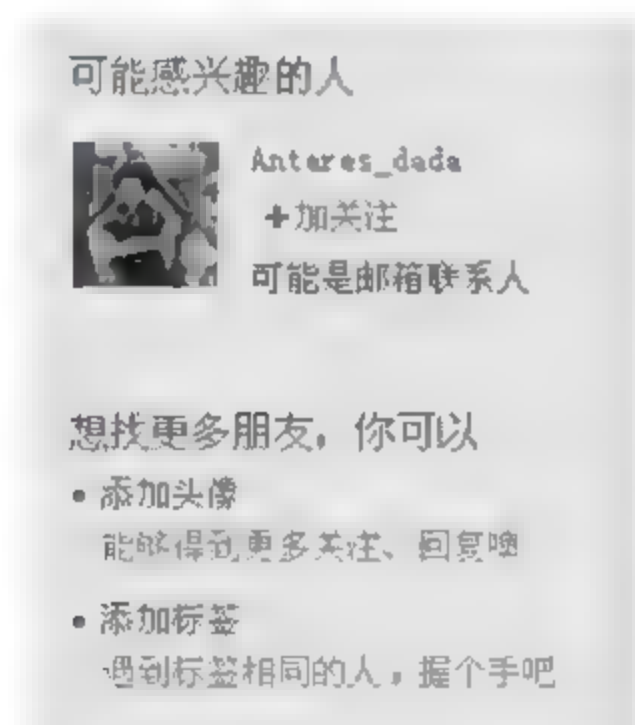 可能感兴趣的人
Antares_dada
+加关注
可能是邮箱联系人
想找更多朋友，你可以
• 添加头像
能够得到更多关注、回复噢
• 添加标签
遇到标签相同的人，握个手吧